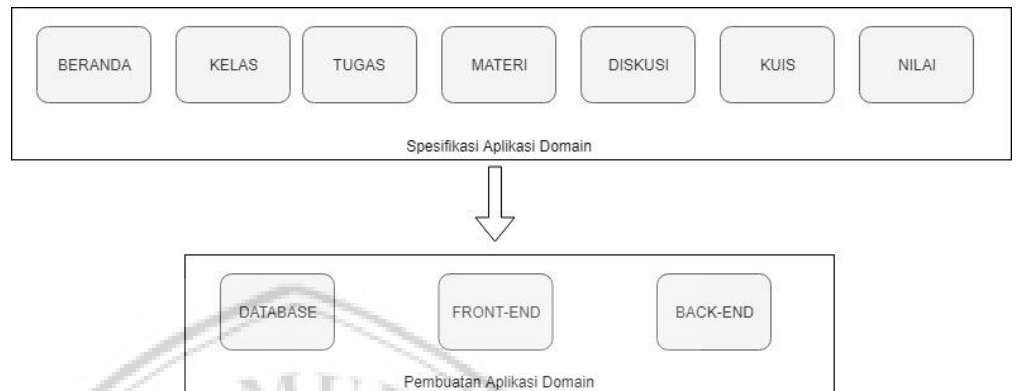 BERANDA KELAS TUGAS MATERI DISKUSI KUIS NILAI
Spesifikasi Aplikasi Domain
DATABASE FRONT-END BACK-END
Pembuatan Aplikasi Domain